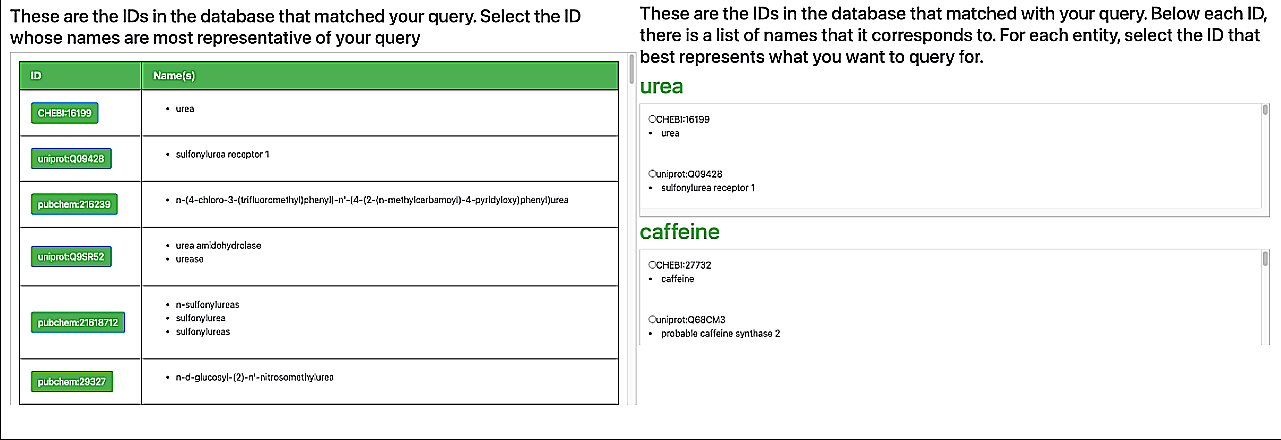 These are the IDs in the database that matched your query. Select the ID
whose names are most representative of your query
ID Name(s)
CHEBI:16199
• urea
uniprot:Q09428
• sulfonylurea receptor 1
pubchem:216239
• n-(4-chloro-3-(trifluoromethyl)phenyl)-n'-(4-(2-(n-methylcarbamoyl)-4-pyridyloxy)phenyl)urea
uniprot:Q9SR52
• urea amidohydrolase
• urease
pubchem:21618712
• n-sulfonylureas
• sulfonylurea
• sulfonylureas
pubchem:29327
• n-d-glucosyl-(2)-n'-nitrosomethylurea
These are the IDs in the database that matched with your query. Below each ID,
there is a list of names that it corresponds to. For each entity, select the ID that
best represents what you want to query for.
urea
CHEBI:16199
• urea
uniprot:Q09428
• sulfonylurea receptor 1
caffeine
CHEBI:27732
• caffeine
uniprot:Q68CM3
• probable caffeine synthase 2